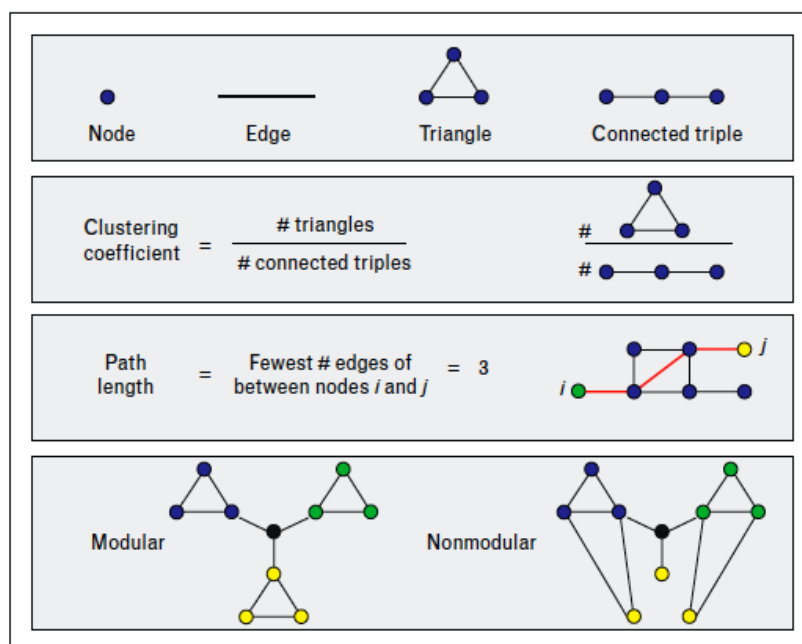 Node Edge Triangle Connected triple
Clustering coefficient = # triangles / # connected triples
#
#
Path length = Fewest # edges of between nodes i and j = 3
i
j
Modular Nonmodular